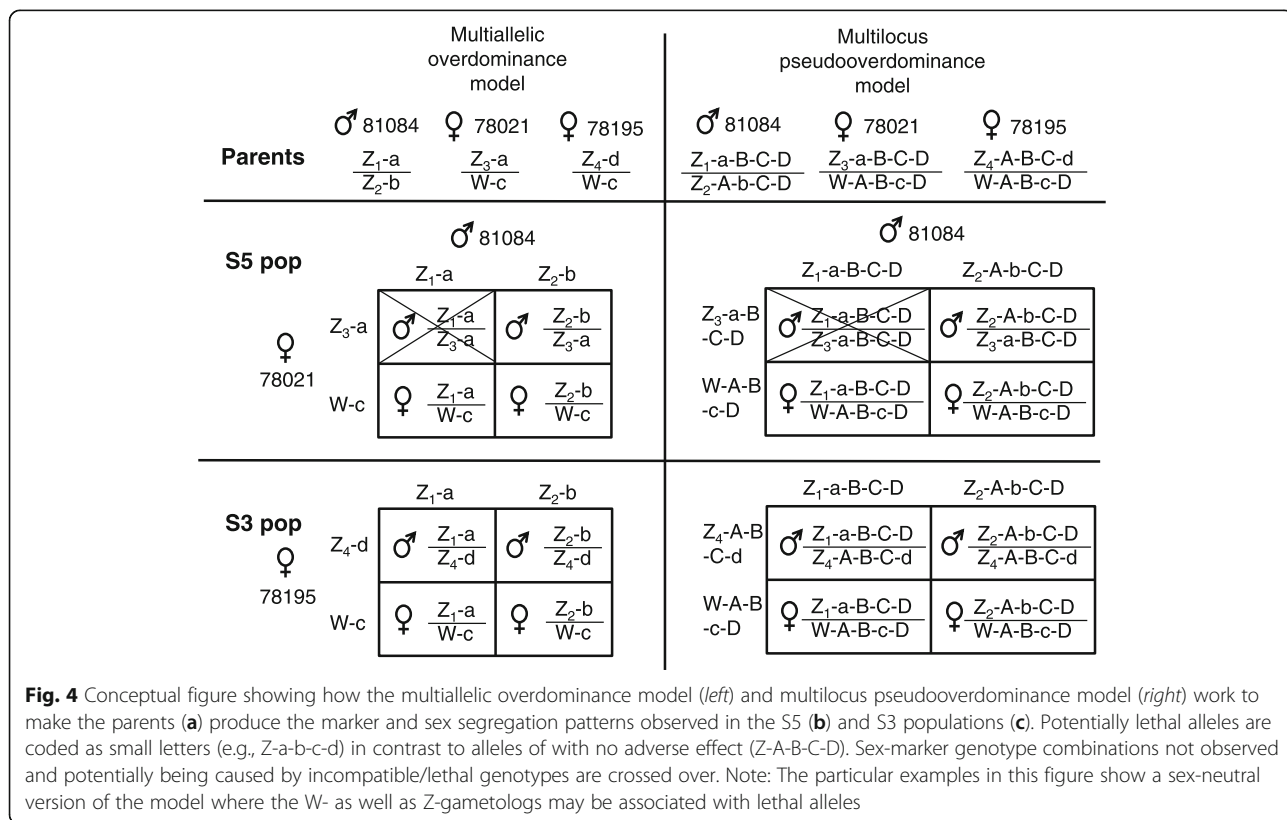 Multiallelic
overdominance
model
Multilocus
pseudooverdominance
model
Parents
♂ 81084 ♀ 78021 ♀ 78195
Z₁-a Z₃-a Z₄-d
Z₂-b W-c W-c
♂ 81084 ♀ 78021 ♀ 78195
Z₁-a-B-C-D Z₃-a-B-C-D Z₄-A-B-C-d
Z₂-A-b-C-D W-A-B-c-D W-A-B-c-D
S5 pop
♂ 81084
Z₁-a Z₂-b
♀
78021
Z₃-a ♂ Z₁-a ♂ Z₂-b
Z₃-a Z₃-a
W-c ♀ Z₁-a ♀ Z₂-b
W-c W-c
♂ 81084
Z₁-a-B-C-D Z₂-A-b-C-D
Z₃-a-B
-C-D
♂ Z₁-a-B-C-D ♂ Z₂-A-b-C-D
Z₃-a-B-C-D Z₃-a-B-C-D
W-A-B
-c-D
♀ Z₁-a-B-C-D ♀ Z₂-A-b-C-D
W-A-B-c-D W-A-B-c-D
S3 pop
♀
78195
Z₁-a Z₂-b
Z₄-d ♂ Z₁-a ♂ Z₂-b
Z₄-d Z₄-d
W-c ♀ Z₁-a ♀ Z₂-b
W-c W-c
Z₁-a-B-C-D Z₂-A-b-C-D
Z₄-A-B
-C-d
♂ Z₁-a-B-C-D ♂ Z₂-A-b-C-D
Z₄-A-B-C-d Z₄-A-B-C-d
W-A-B
-c-D
♀ Z₁-a-B-C-D ♀ Z₂-A-b-C-D
W-A-B-c-D W-A-B-c-D
Fig. 4 Conceptual figure showing how the multiallelic overdominance model (left) and multilocus pseudooverdominance model (right) work to
make the parents (a) produce the marker and sex segregation patterns observed in the S5 (b) and S3 populations (c). Potentially lethal alleles are
coded as small letters (e.g., Z-a-b-c-d) in contrast to alleles of with no adverse effect (Z-A-B-C-D). Sex-marker genotype combinations not observed
and potentially being caused by incompatible/lethal genotypes are crossed over. Note: The particular examples in this figure show a sex-neutral
version of the model where the W- as well as Z-gametologs may be associated with lethal alleles